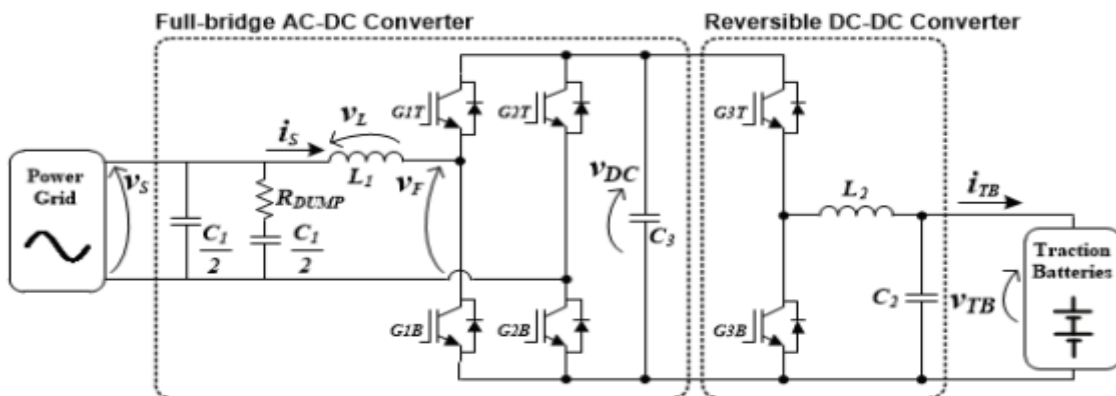 Full-bridge AC-DC Converter
Reversible DC-DC Converter
Power
Grid
vS
iS
vL
L1
RDUMP
C1
2
C1
2
vF
G1T
G2T
G1B
G2B
vDC
C3
G3T
G3B
L2
C2
iTB
vTB
Traction
Batteries